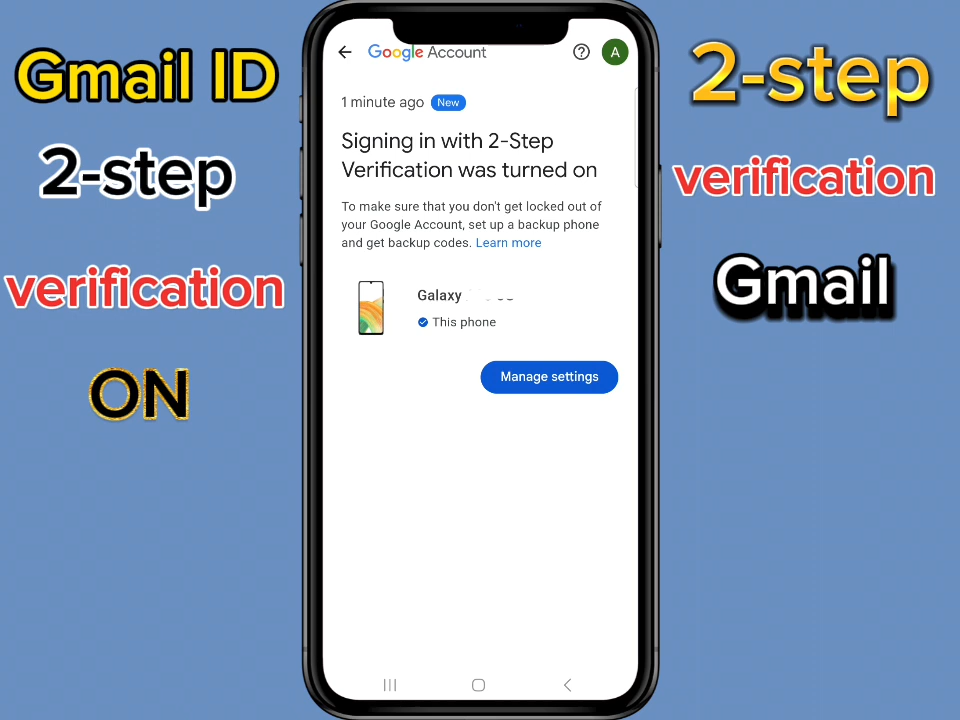 Gmail ID
2-step
verification
ON
Google Account
A
1 minute ago New
Signing in with 2-Step
Verification was turned on
To make sure that you don't get locked out of
your Google Account, set up a backup phone
and get backup codes. Learn more
Galaxy
This phone
Manage settings
2-step
verification
Gmail